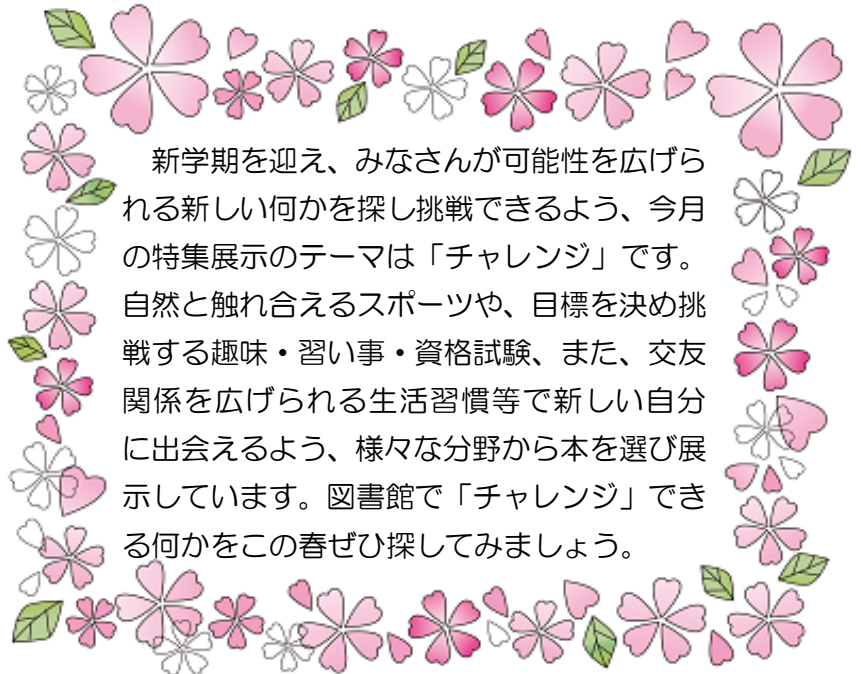 新学期を迎え、みなさんが可能性を広げら
れる新しい何かを探し挑戦できるよう、今月
の特集展示のテーマは「チャレンジ」です。
自然と触れ合えるスポーツや、目標を決め挑
戦する趣味・習い事・資格試験、また、交友
関係を広げられる生活習慣等で新しい自分
に出会えるよう、様々な分野から本を選び展
示しています。図書館で「チャレンジ」でき
る何かをこの春ぜひ探してみましょう。